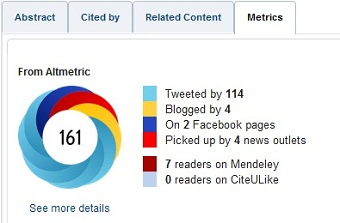 Abstract
Cited by
Related Content
Metrics
From Altmetric
161
Tweeted by 114
Blogged by 4
On 2 Facebook pages
Picked up by 4 news outlets
7 readers on Mendeley
0 readers on CiteULike
See more details